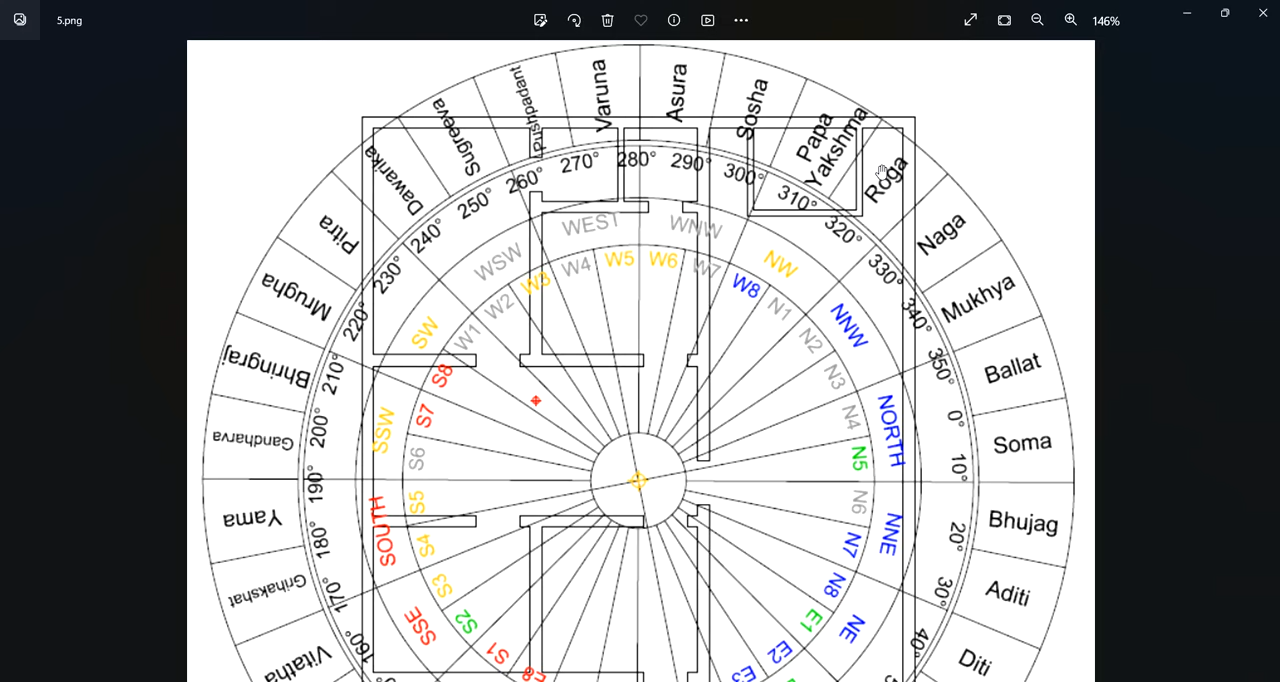 5.png
146%
Pitra
Dawarika
Sugreeva
Pushpadant
Varuna
Asura
Sosha
Papa
Yakshma
Roga
Naga
Mukhya
Ballat
Soma
Bhujag
Aditi
Diti
Mrugha
Bhringraj
Gandharva
Yama
Grihakshat
Vitatha
160°
170°
180°
190°
200°
210°
220°
230°
240°
250°
260°
270°
280°
290°
300°
310°
320°
330°
340°
350°
0°
10°
20°
30°
40°
SSE
SOUTH
SSW
SW
WSW
WEST
WNW
NW
NNW
NORTH
NNE
NE
E8
S1
S2
S3
S4
S5
S6
S7
S8
W1
W2
W3
W4
W5
W6
W7
W8
N1
N2
N3
N4
N5
N6
N7
N8
E1
E2
E3